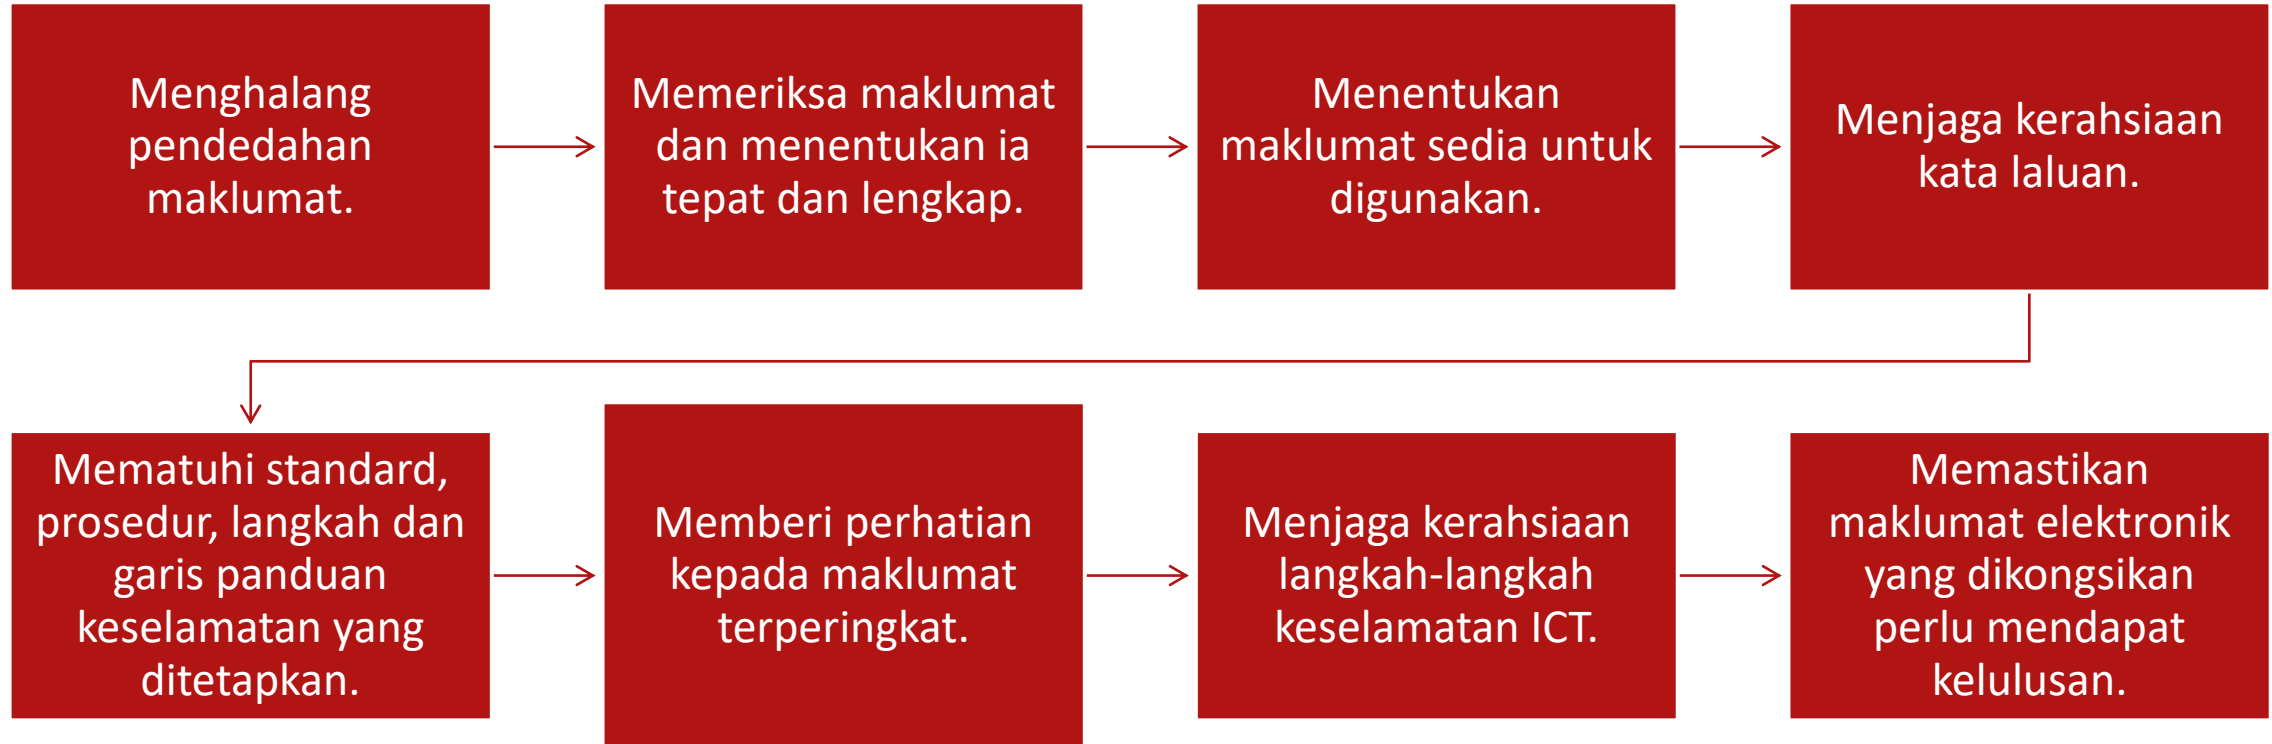 Menghalang
pendedahan
maklumat.
Memeriksa maklumat
dan menentukan ia
tepat dan lengkap.
Menentukan
maklumat sedia untuk
digunakan.
Menjaga kerahsiaan
kata laluan.
Mematuhi standard,
prosedur, langkah dan
garis panduan
keselamatan yang
ditetapkan.
Memberi perhatian
kepada maklumat
terperingkat.
Menjaga kerahsiaan
langkah-langkah
keselamatan ICT.
Memastikan
maklumat elektronik
yang dikongsikan
perlu mendapat
kelulusan.